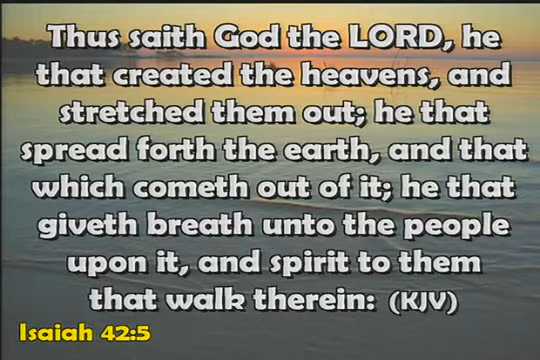 Thus saith God the LORD, he
that created the heavens, and
stretched them out; he that
spread forth the earth, and that
which cometh out of it; he that
giveth breath unto the people
upon it, and spirit to them
that walk therein: (KJV)
Isaiah 42:5